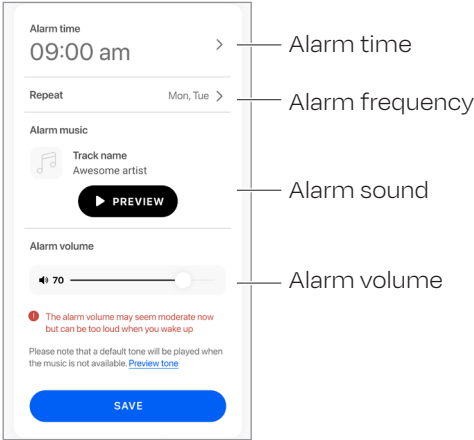 Alarm time
09:00 am
Alarm time
Repeat
Mon, Tue
Alarm frequency
Alarm music
Track name
Awesome artist
PREVIEW
Alarm sound
Alarm volume
70
Alarm volume
The alarm volume may seem moderate now
but can be too loud when you wake up
Please note that a default tone will be played when
the music is not available. Preview tone
SAVE